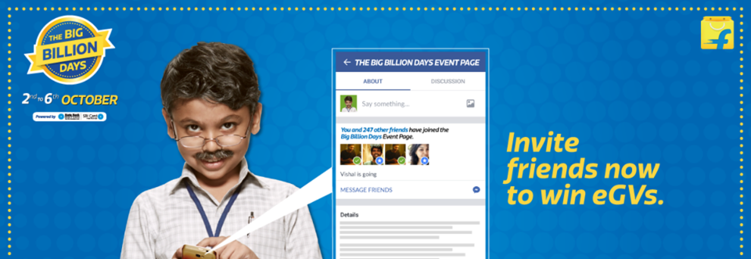 THE BIG
BILLION
DAYS
2nd to 6th OCTOBER
Powered by
THE BIG BILLION DAYS EVENT PAGE
ABOUT DISCUSSION
Say something...
You and 247 other friends have joined the
Big Billion Days Event Page.
Vishal is going
MESSAGE FRIENDS
Details
Invite
friends now
to win eGVs.